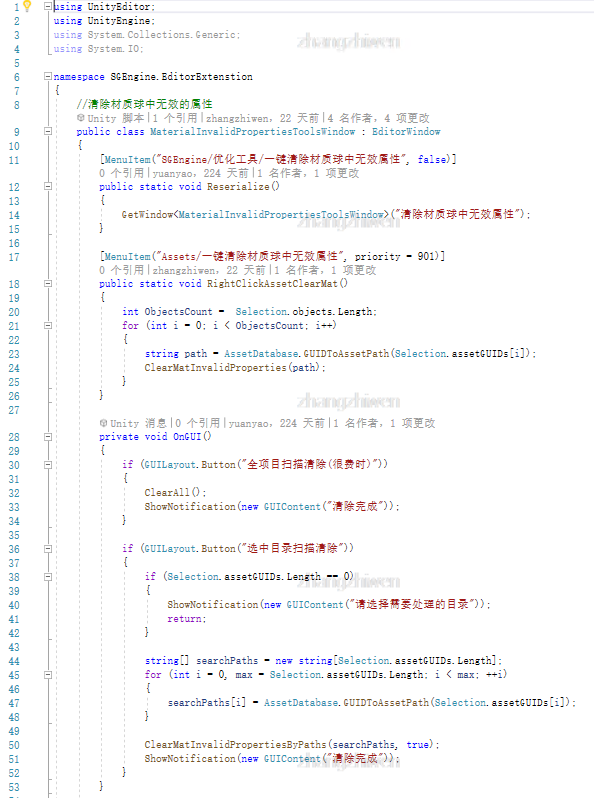 1 using UnityEditor;
2 using UnityEngine;
3 using System.Collections.Generic;
zhangzhiwen
4 using System.IO;
5
6 namespace SGEngine.EditorExtenstion
7 {
8 //清除材质球中无效的属性
Unity 脚本|1 个引用|zhangzhiwen，22 天前|4 名作者，4 项更改
9 public class MaterialInvalidPropertiesToolsWindow : EditorWindow
10 {
11 [MenuItem("SGEngine/优化工具/一键清除材质球中无效属性", false)]
0 个引用|yuanyao，224 天前|1 名作者，1 项更改
12 public static void Reserialize()
13 {
14 GetWindow<MaterialInvalidPropertiesToolsWindow>("清除材质球中无效属性");
zhangzhiwen
15 }
16
17 [MenuItem("Assets/一键清除材质球中无效属性", priority = 901)]
0 个引用|zhangzhiwen，22 天前|1 名作者，1 项更改
18 public static void RightClickAssetClearMat()
19 {
20 int ObjectsCount = Selection.objects.Length;
21 for (int i = 0; i < ObjectsCount; i++)
22 {
23 string path = AssetDatabase.GUIDToAssetPath(Selection.assetGUIDs[i]);
24 ClearMatInvalidProperties(path);
25 }
26 }
zhangzhiwen
27
Unity 消息|0 个引用|yuanyao，224 天前|1 名作者，1 项更改
28 private void OnGUI()
29 {
30 if (GUILayout.Button("全项目扫描清除(很费时)"))
31 {
32 ClearAll();
33 ShowNotification(new GUIContent("清除完成"));
34 }
35
36 if (GUILayout.Button("选中目录扫描清除"))
37 {
38 if (Selection.assetGUIDs.Length == 0)
zhangzhiwen
39 {
40 ShowNotification(new GUIContent("请选择需要处理的目录"));
41 return;
42 }
43
44 string[] searchPaths = new string[Selection.assetGUIDs.Length];
45 for (int i = 0, max = Selection.assetGUIDs.Length; i < max; ++i)
46 {
47 searchPaths[i] = AssetDatabase.GUIDToAssetPath(Selection.assetGUIDs[i]);
48 }
49
50 ClearMatInvalidPropertiesByPaths(searchPaths, true);
51 ShowNotification(new GUIContent("清除完成"));
zhangzhiwen
52 }
53 }